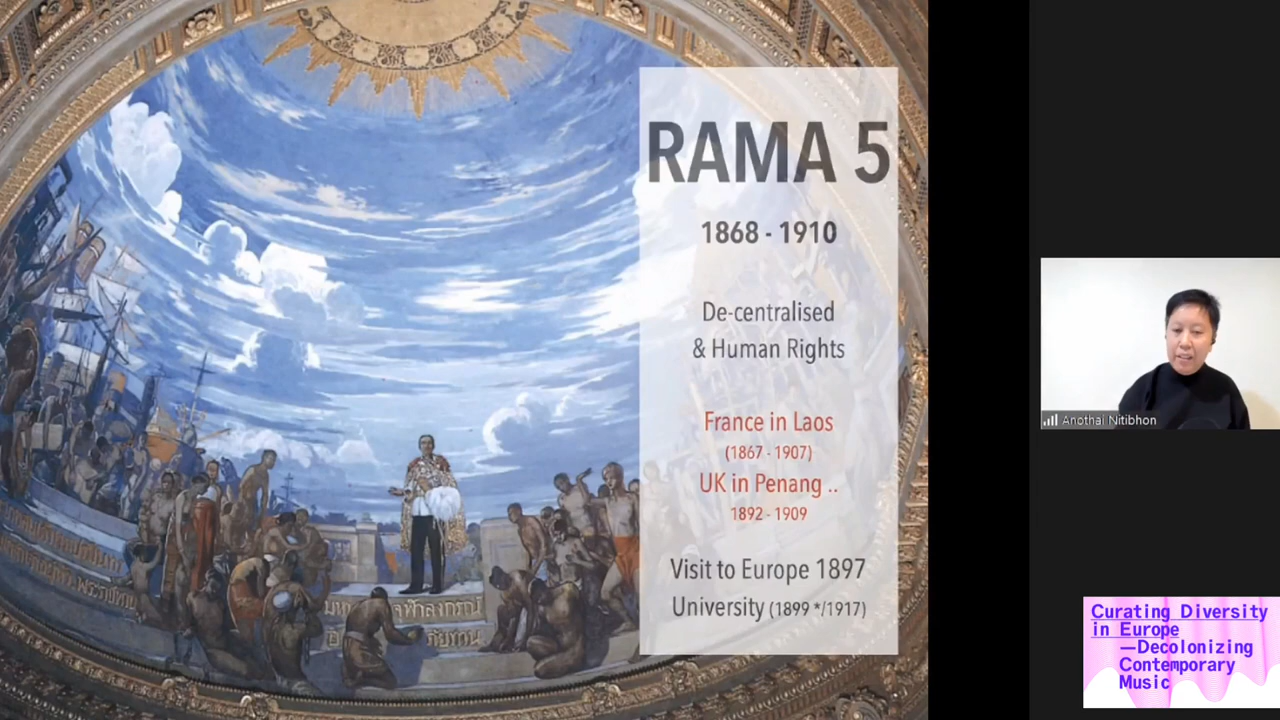 RAMA 5
1868 - 1910
De-centralised
& Human Rights
France in Laos
(1867 - 1907)
UK in Penang ..
1892 - 1909
Visit to Europe 1897
University (1899 */1917)
Anothai Nitibhon
Curating Diversity
in Europe
—Decolonizing
Contemporary
Music